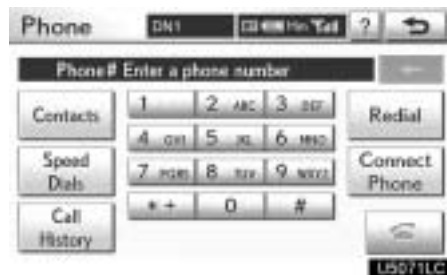 Phone DN1 ?
Phone# Enter a phone number
Contacts 1 2 ABC 3 DEF Redial
4 GHI 5 JKL 6 MNO
Speed Dials 7 PQRS 8 TUV 9 WXYZ Connect Phone
* + 0 #
Call History
U5071LC